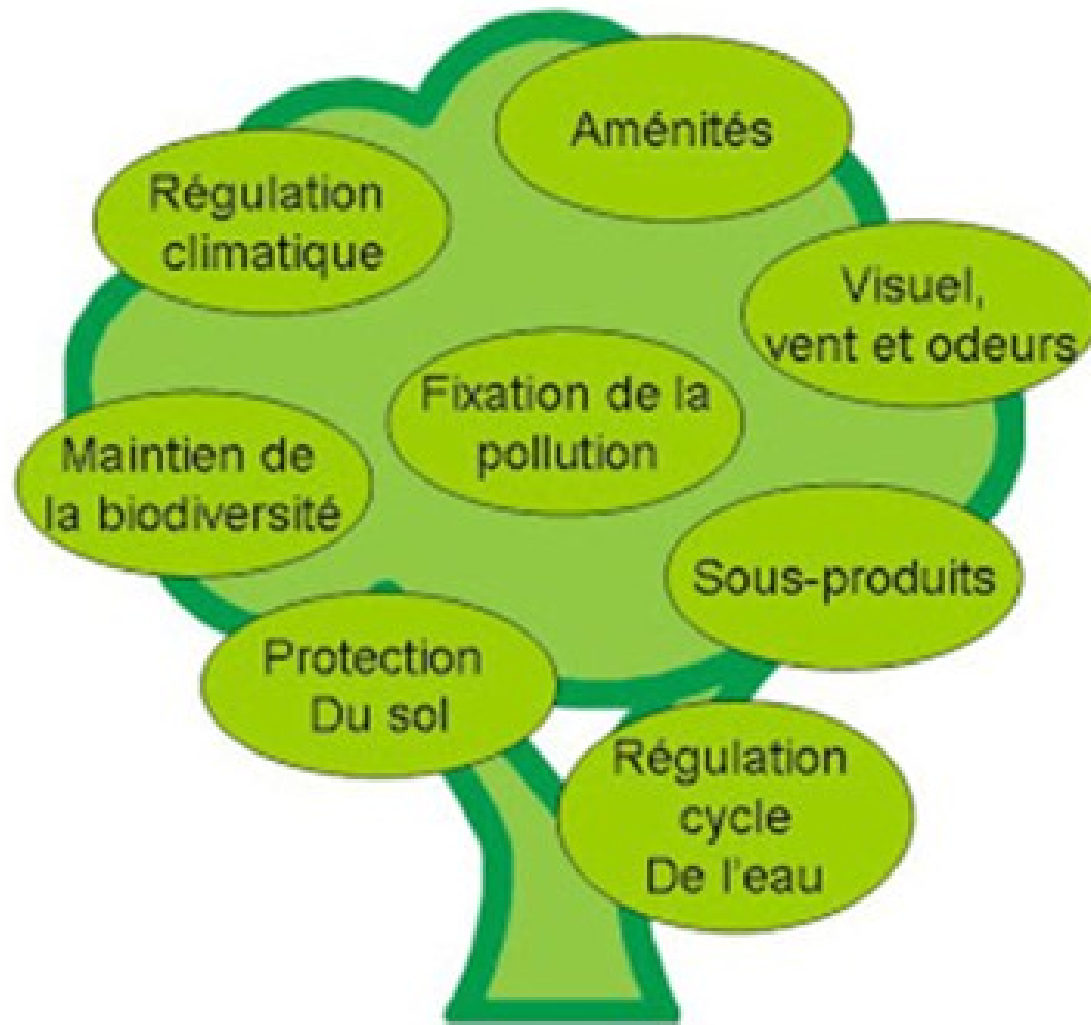 Aménités
Régulation
climatique
Visuel,
vent et odeurs
Fixation de la
pollution
Maintien de
la biodiversité
Sous-produits
Protection
Du sol
Régulation
cycle
De l'eau